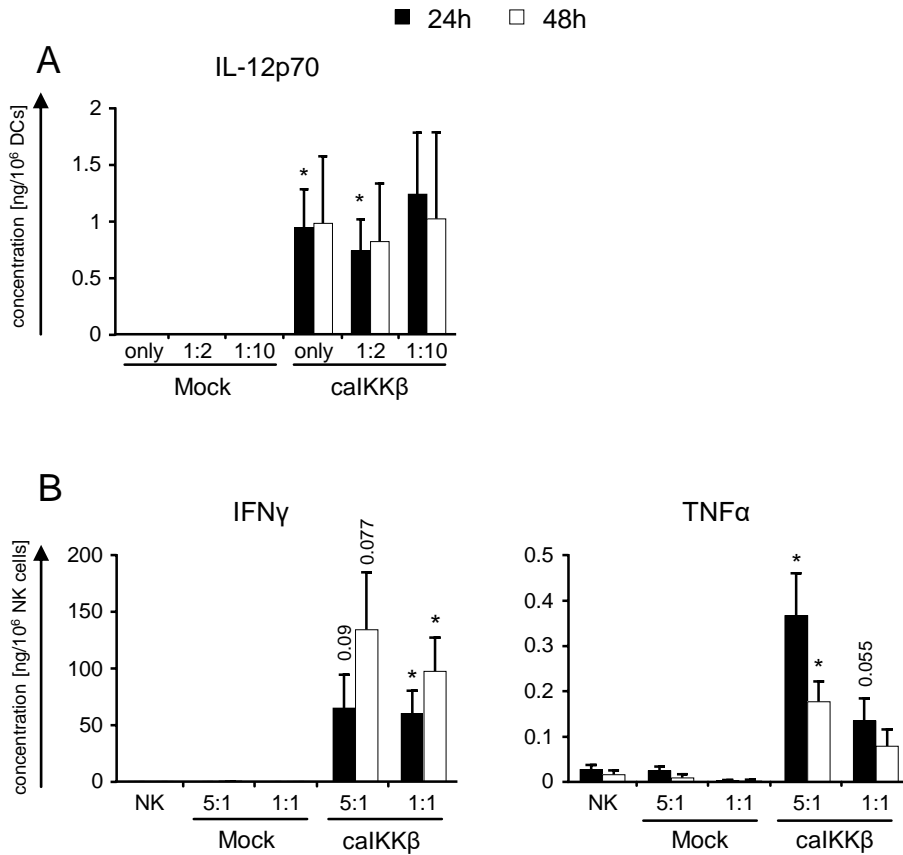 24h 48h
A
IL-12p70
concentration [ng/10⁶ DCs]
2
1.5
1
0.5
0
* *
only 1:2 1:10 only 1:2 1:10
Mock caIKKβ
B
IFNγ
concentration [ng/10⁶ NK cells]
200
150
100
50
0
0.09 0.077 * *
NK 5:1 1:1 5:1 1:1
Mock caIKKβ
TNFα
0.5
0.4
0.3
0.2
0.1
0
* * 0.055
NK 5:1 1:1 5:1 1:1
Mock caIKKβ